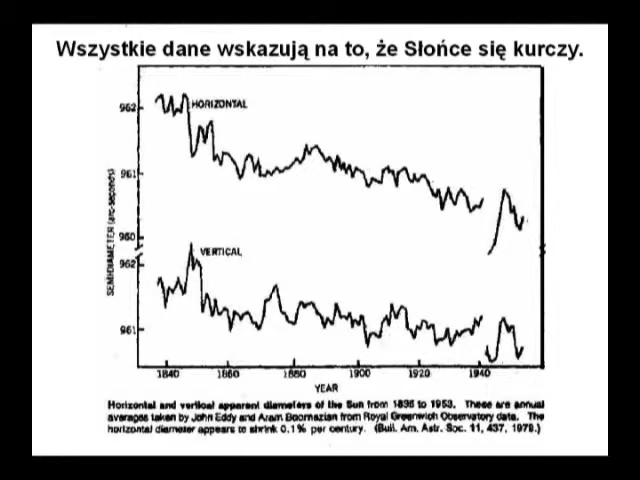 Wszystkie dane wskazują na to, że Słońce się kurczy.
962
HORIZONTAL
961
960
SEMIDIAMETER (arc-seconds)
VERTICAL
962
961
1840 1860 1880 1900 1920 1940
YEAR
Horizontal and vertical apparent diameters of the Sun from 1836 to 1953. These are annual
averages taken by John Eddy and Aram Boornazian from Royal Greenwich Observatory data. The
horizontal diameter appears to shrink 0.1% per century. (Bull. Am. Astr. Soc. 11, 437, 1979.)